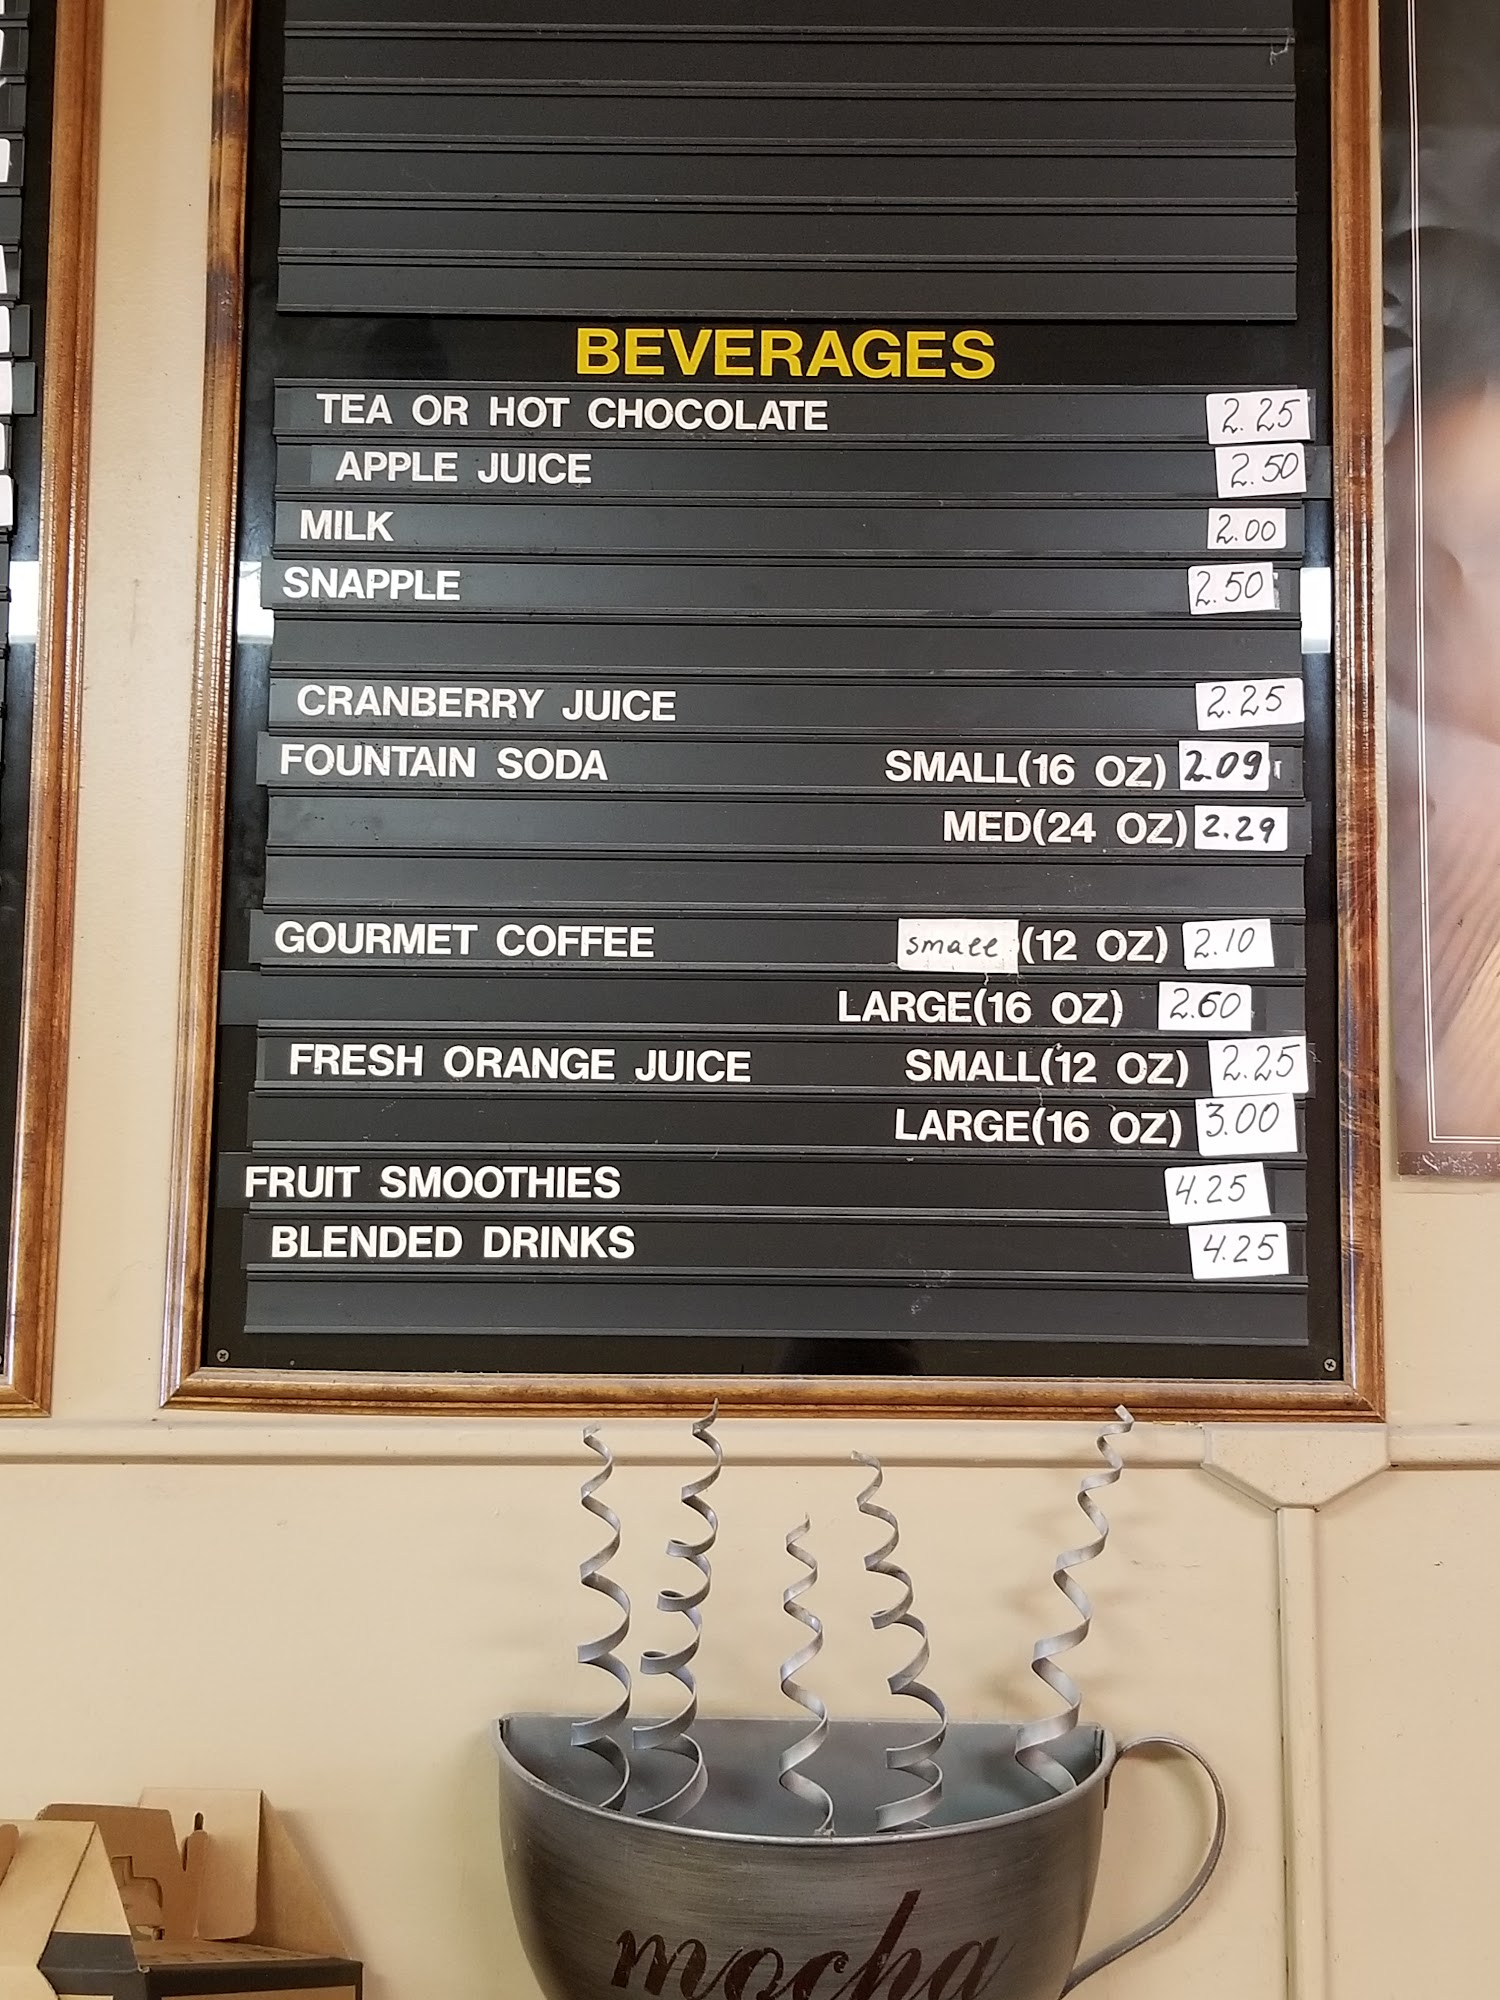 BEVERAGES
TEA OR HOT CHOCOLATE 2.25
APPLE JUICE 2.50
MILK 2.00
SNAPPLE 2.50
CRANBERRY JUICE 2.25
FOUNTAIN SODA SMALL(16 OZ) 2.09
MED(24 OZ) 2.29
GOURMET COFFEE small (12 OZ) 2.10
LARGE(16 OZ) 2.60
FRESH ORANGE JUICE SMALL(12 OZ) 2.25
LARGE(16 OZ) 3.00
FRUIT SMOOTHIES 4.25
BLENDED DRINKS 4.25
mocha